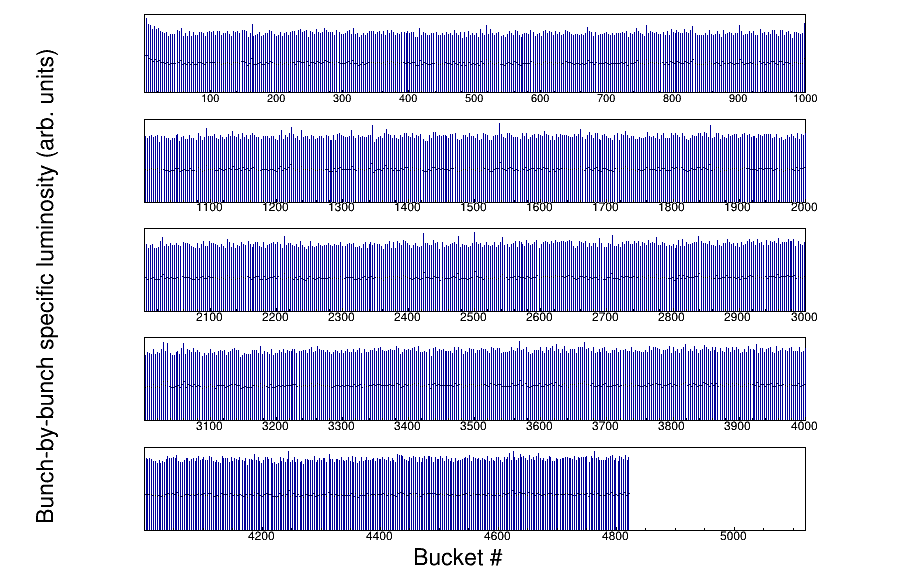 Bunch-by-bunch specific luminosity (arb. units)
100 200 300 400 500 600 700 800 900 1000
1100 1200 1300 1400 1500 1600 1700 1800 1900 2000
2100 2200 2300 2400 2500 2600 2700 2800 2900 3000
3100 3200 3300 3400 3500 3600 3700 3800 3900 4000
4200 4400 4600 4800 5000
Bucket #